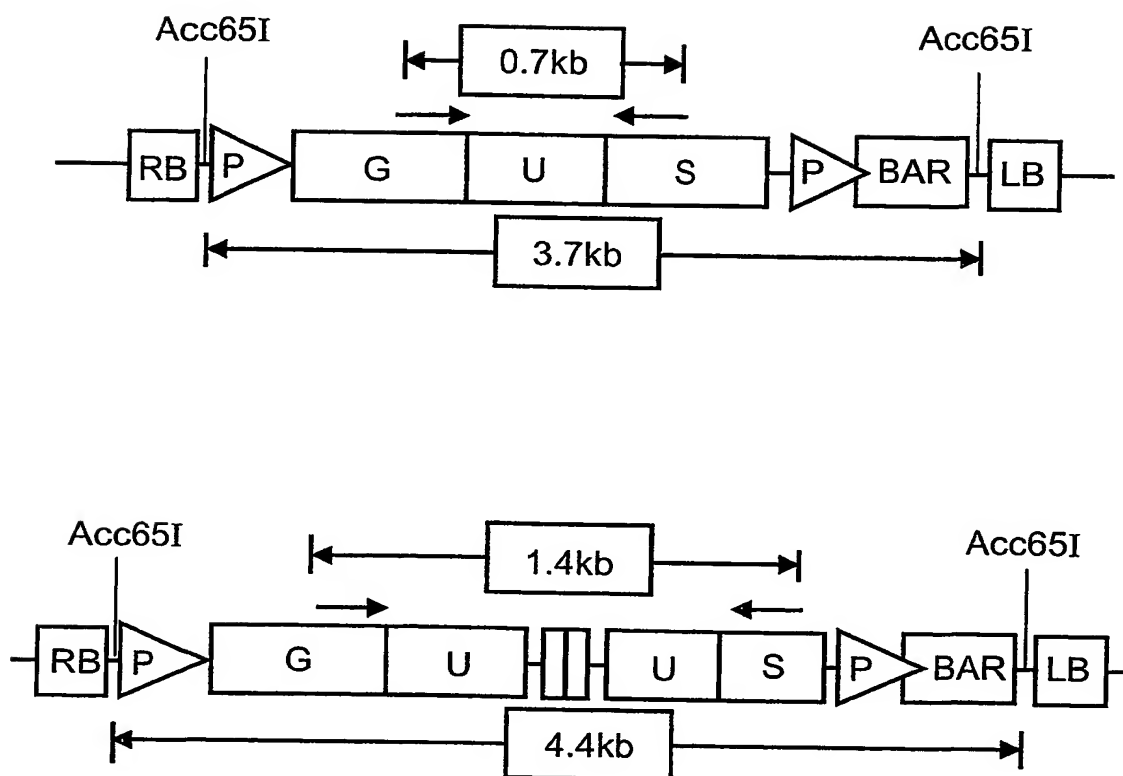 Acc65I Acc65I
0.7kb
RB P G U S P BAR LB
3.7kb
Acc65I Acc65I
1.4kb
RB P G U U S P BAR LB
4.4kb